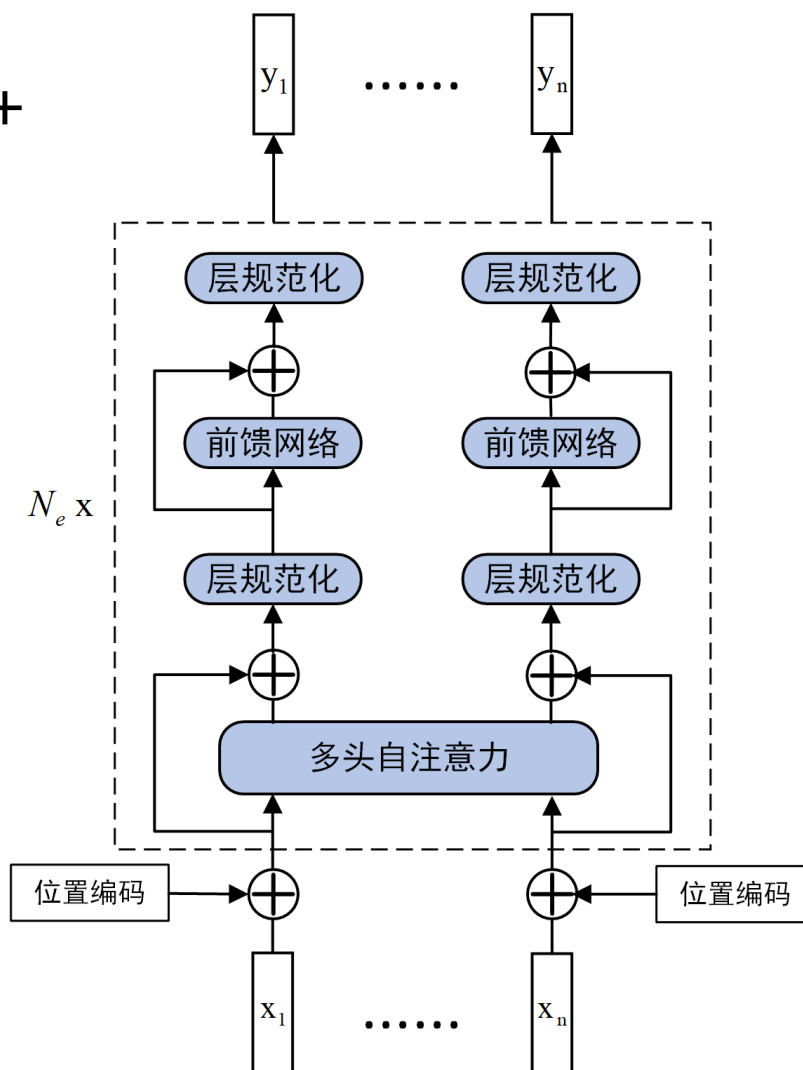 y1 ...... yn
+
层规范化 层规范化
前馈网络 前馈网络
Ne x
层规范化 层规范化
多头自注意力
位置编码 位置编码
x1 ...... xn